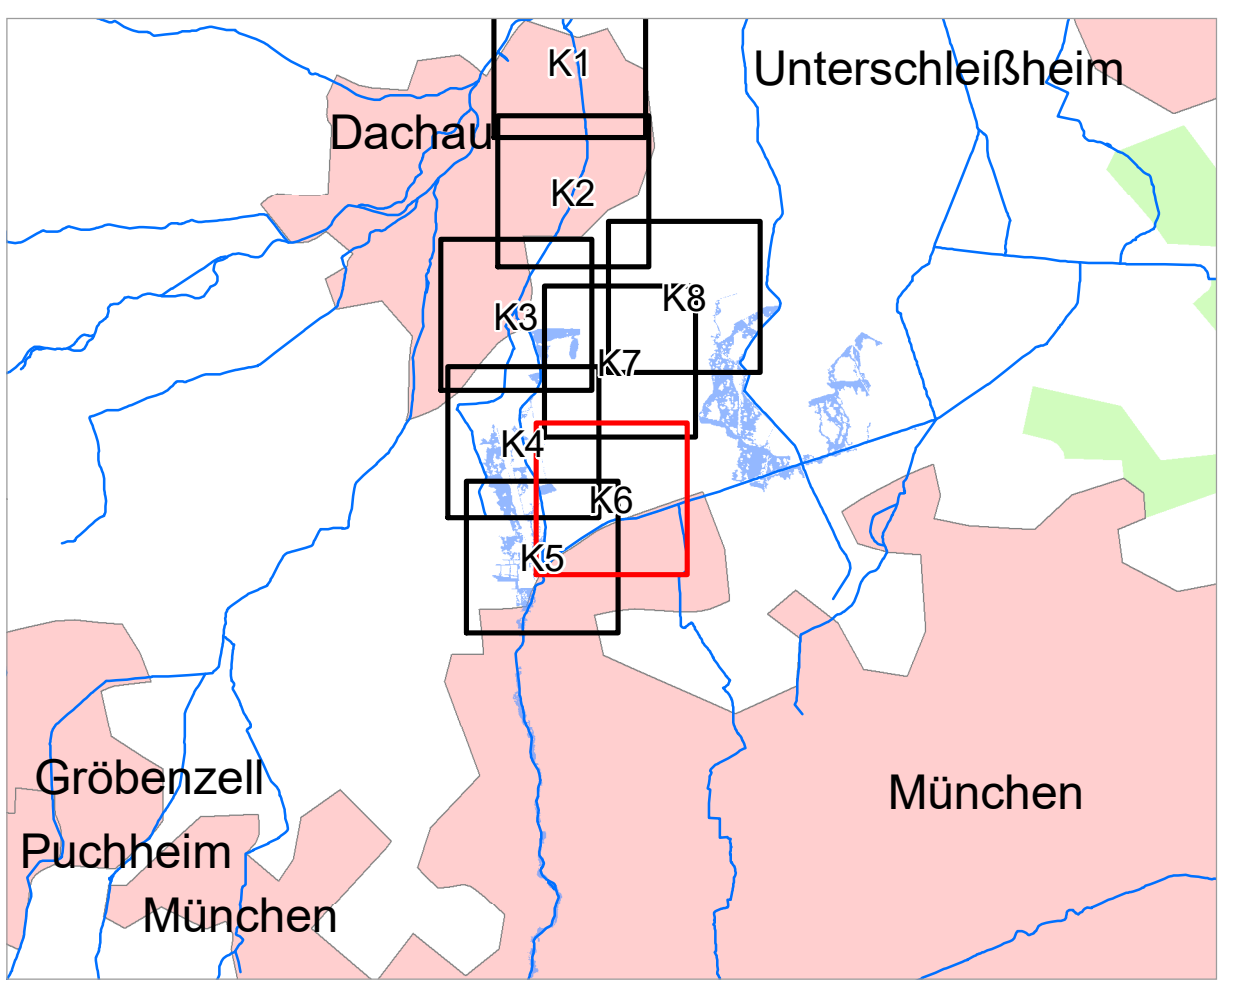 K1
Unterschleißheim
Dachau
K2
K8
K3
K7
K4
K6
K5
Gröbenzell
München
Puchheim
München